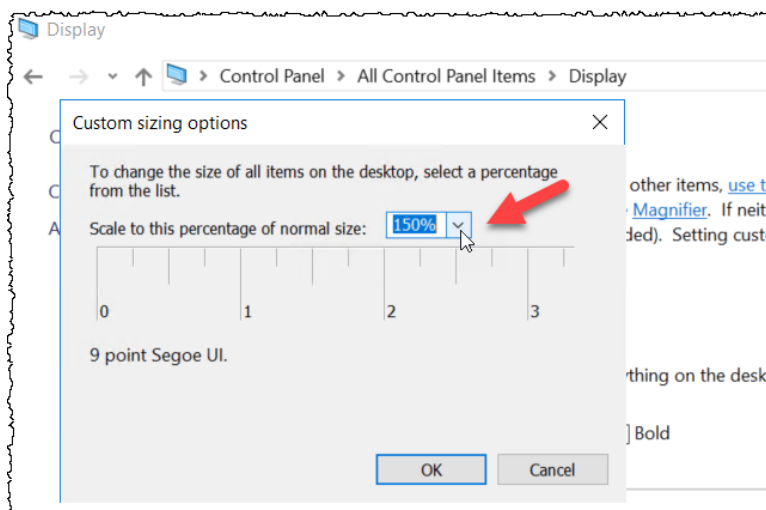 Display
Control Panel > All Control Panel Items > Display
Custom sizing options
To change the size of all items on the desktop, select a percentage
from the list.
other items, use t
Scale to this percentage of normal size: 150%
Magnifier. If neit
ded). Setting cust
0 1 2 3
9 point Segoe UI.
thing on the desk
Bold
OK Cancel